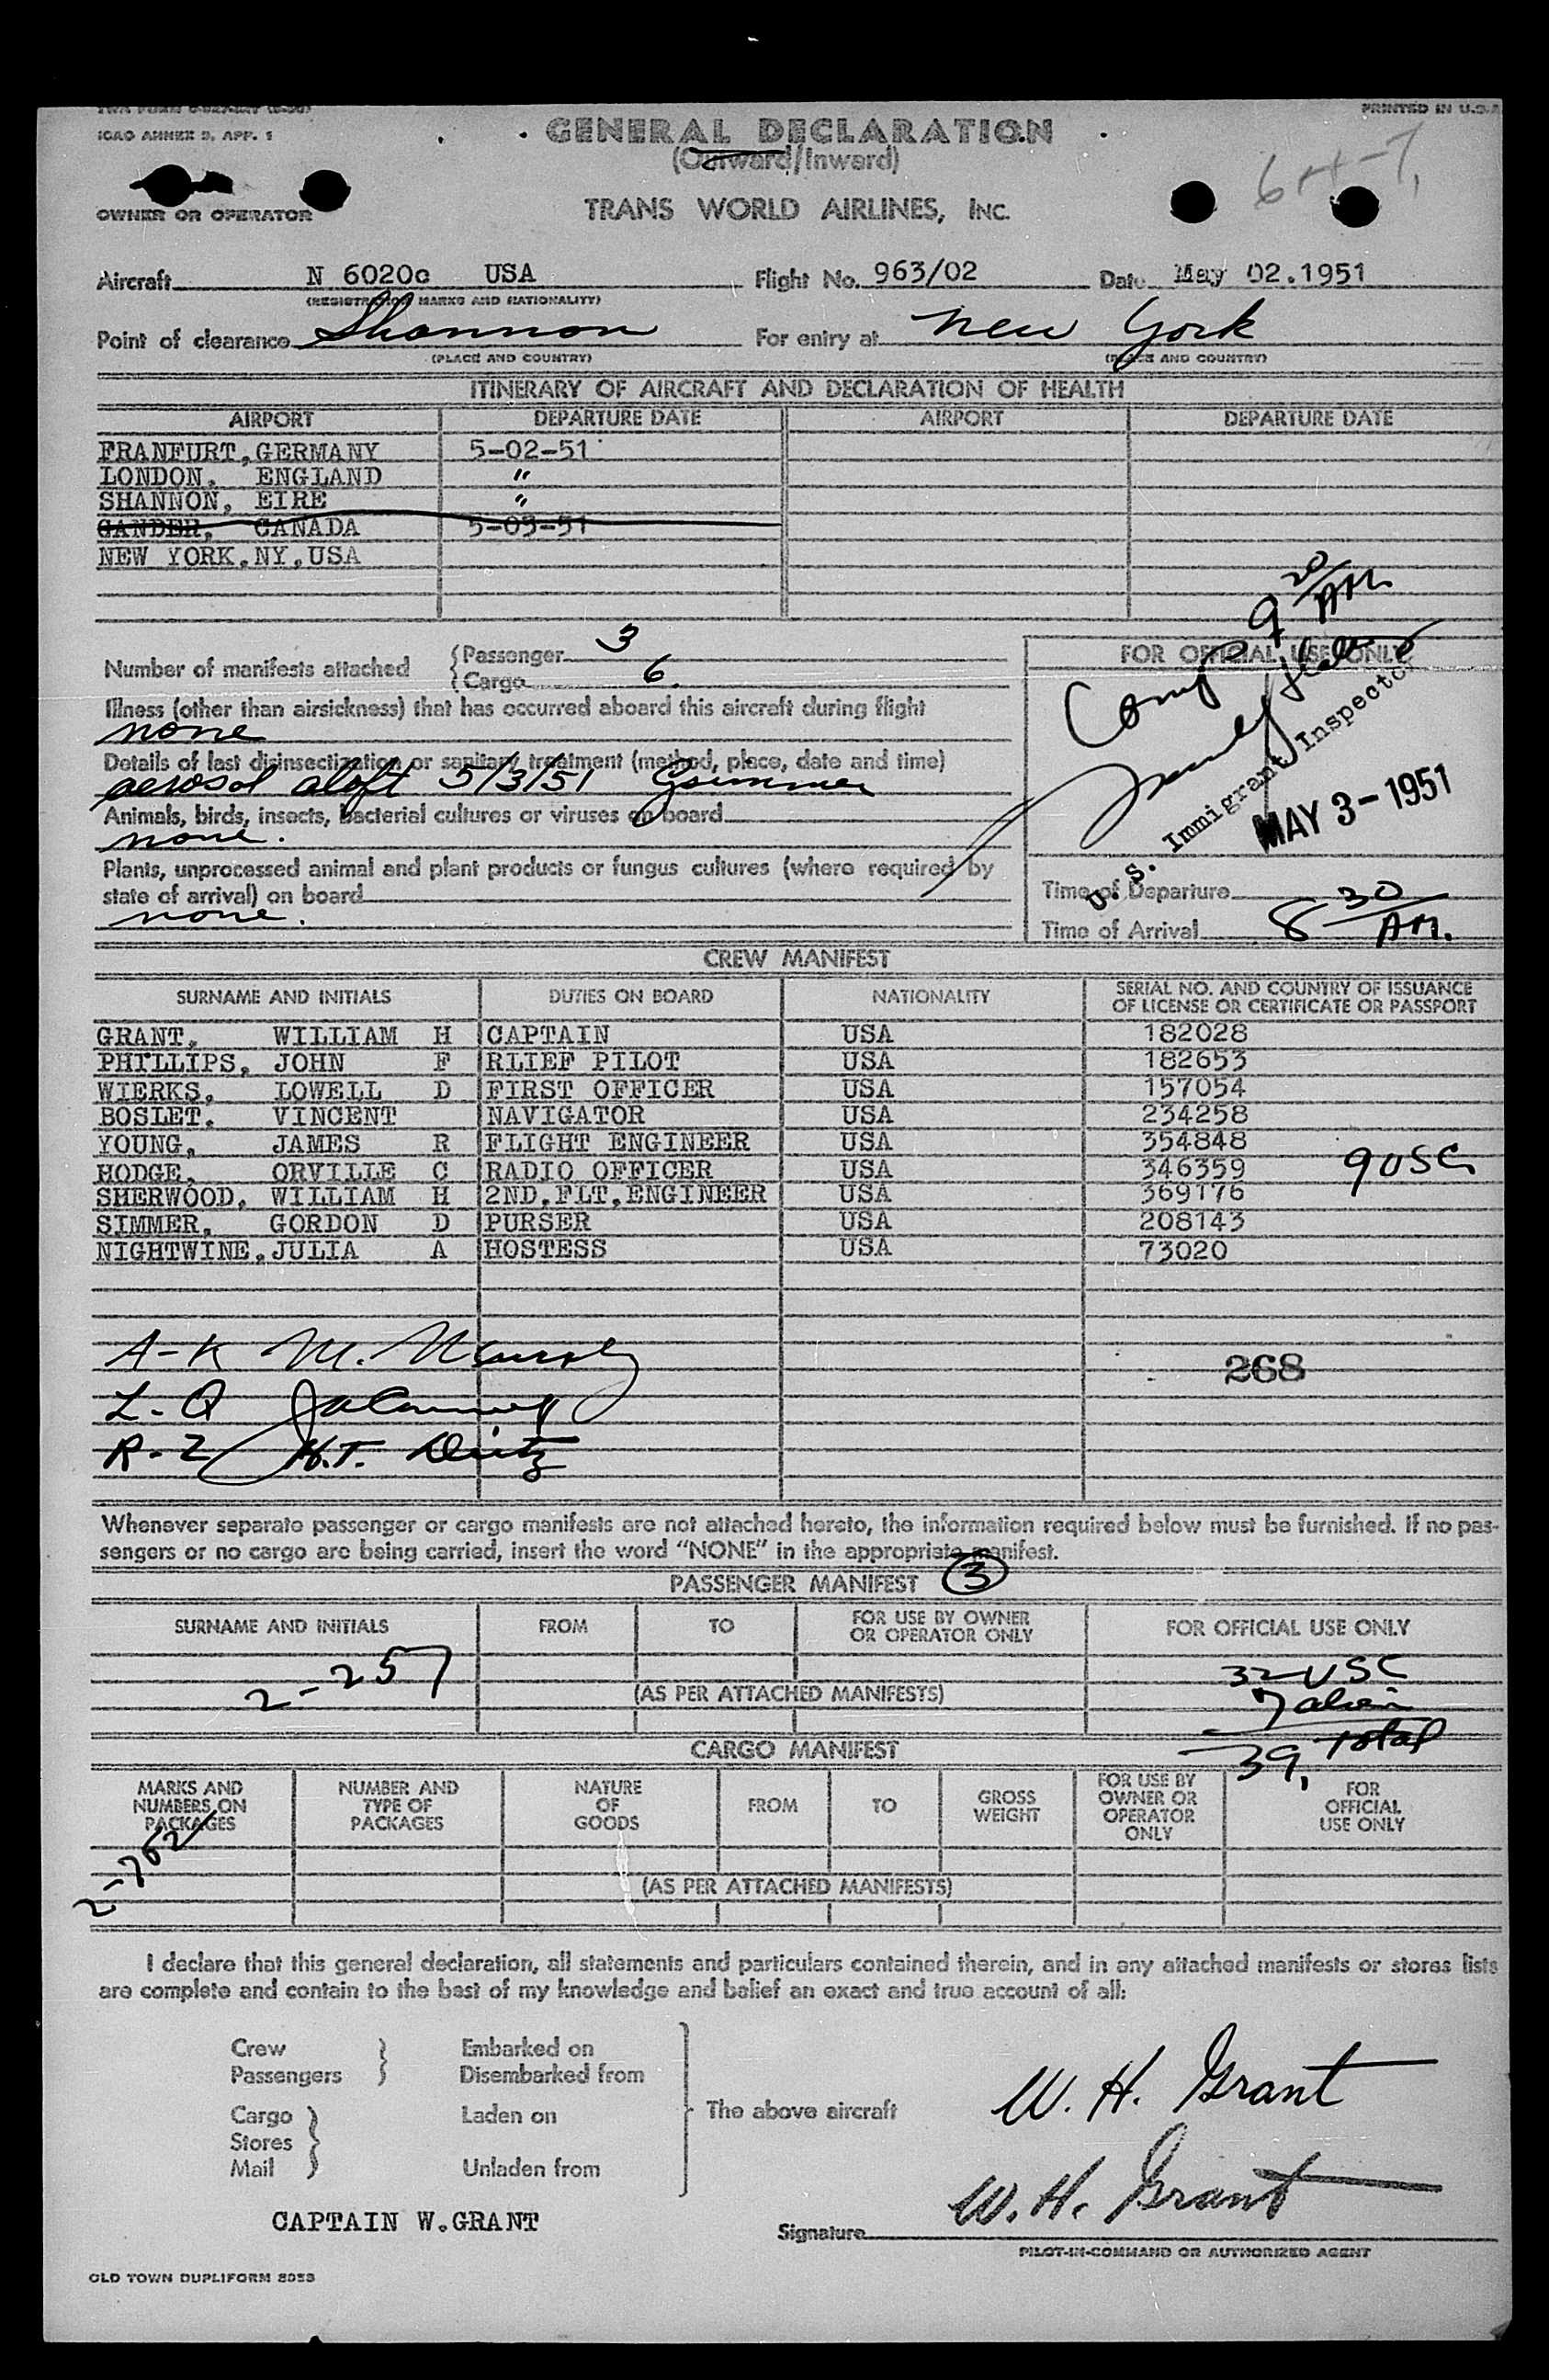 ICAO ANNEX 9, APP. 1
PRINTED IN U.S.A
GENERAL DECLARATION
(Outward/Inward)
OWNER OR OPERATOR
TRANS WORLD AIRLINES, INC.
Aircraft N 6020c USA Flight No. 963/02 Date May 02.1951
(REGISTRATION MARKS AND NATIONALITY)
Point of clearance Shannon For entry at New York
(PLACE AND COUNTRY) (PLACE AND COUNTRY)
ITINERARY OF AIRCRAFT AND DECLARATION OF HEALTH
AIRPORT DEPARTURE DATE AIRPORT DEPARTURE DATE
FRANFURT,GERMANY 5-02-51
LONDON, ENGLAND "
SHANNON, EIRE "
GANDER, CANADA 5-03-51
NEW YORK,NY,USA
9 20/AM
Number of manifests attached
Passenger 3
Cargo 6.
FOR OFFICIAL USE ONLY
Illness (other than airsickness) that has occurred aboard this aircraft during flight
none
Details of last disinsectization or sanitary treatment (method, place, date and time)
aerosol aloft 5/3/51 GSimmer
Animals, birds, insects, bacterial cultures or viruses on board
none.
Plants, unprocessed animal and plant products or fungus cultures (where required by
state of arrival) on board
none.
U. S. Immigrant Inspector
MAY 3 - 1951
Time of Departure
Time of Arrival 8 30/AM.
CREW MANIFEST
SURNAME AND INITIALS DUTIES ON BOARD NATIONALITY SERIAL NO. AND COUNTRY OF ISSUANCE
OF LICENSE OR CERTIFICATE OR PASSPORT
GRANT, WILLIAM H CAPTAIN USA 182028
PHILLIPS, JOHN F RLIEF PILOT USA 182653
WIERKS, LOWELL D FIRST OFFICER USA 157054
BOSLET, VINCENT NAVIGATOR USA 234258
YOUNG, JAMES R FLIGHT ENGINEER USA 354848
HODGE, ORVILLE C RADIO OFFICER USA 346359
9 USC
SHERWOOD, WILLIAM H 2ND.FLT.ENGINEER USA 369176
SIMMER, GORDON D PURSER USA 208143
NIGHTWINE,JULIA A HOSTESS USA 73020
A-K M.
268
L-Q
R-Z H.T. Deitz
Whenever separate passenger or cargo manifests are not attached hereto, the information required below must be furnished. If no pas-
sengers or no cargo are being carried, insert the word "NONE" in the appropriate manifest.
PASSENGER MANIFEST 3
SURNAME AND INITIALS FROM TO FOR USE BY OWNER
OR OPERATOR ONLY FOR OFFICIAL USE ONLY
2-257
32 USC
(AS PER ATTACHED MANIFESTS)
7 alien
39, Total
CARGO MANIFEST
MARKS AND
NUMBERS ON
PACKAGES
NUMBER AND
TYPE OF
PACKAGES
NATURE
OF
GOODS
FROM
TO
GROSS
WEIGHT
FOR USE BY
OWNER OR
OPERATOR
ONLY
FOR
OFFICIAL
USE ONLY
2-762
(AS PER ATTACHED MANIFESTS)
I declare that this general declaration, all statements and particulars contained therein, and in any attached manifests or stores lists
are complete and contain to the best of my knowledge and belief an exact and true account of all:
Crew Embarked on
Passengers Disembarked from
Cargo Laden on The above aircraft W. H. Grant
Stores
Mail Unladen from
CAPTAIN W.GRANT
Signature W. H. Grant
PILOT-IN-COMMAND OR AUTHORIZED AGENT
OLD TOWN DUPLIFORM 8053